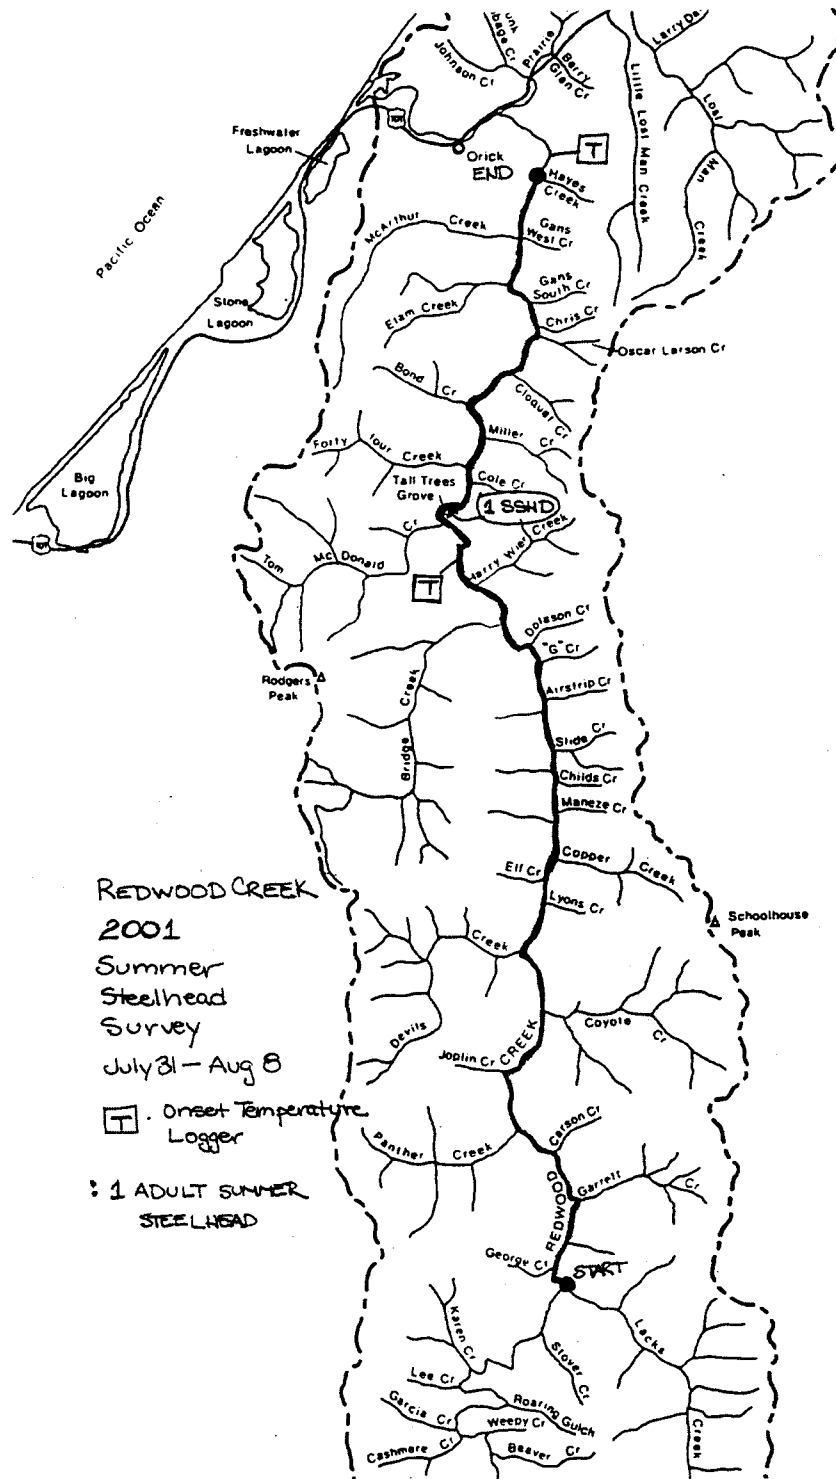 Larry Da
Prairie
Johnson Cr
Berry
Glen Cr
Lost
Man
Creek
Little Lost Man Creek
101
Freshwater
Lagoon
Orick
END
T
Hayes
Creek
Pacific Ocean
McArthur Creek
Gans
West Cr
Gans
South Cr
Elam Creek
Stone
Lagoon
Chris Cr
Oscar Larson Cr
Bond Cr
Cloquet Cr
Miller Cr
Forty four Creek
Tall Trees
Grove
Cole Cr
1 SSHD
Big
Lagoon
101
Tom McDonald Cr
Harry Wier Creek
T
Dolason Cr
"G" Cr
Rodgers
Peak
Airstrip Cr
Bridge Creek
Slide Cr
Childs Cr
Maneze Cr
Copper Creek
Elf Cr
Lyons Cr
Schoolhouse
Peak
REDWOOD CREEK
2001
Summer
Steelhead
Survey
July 31 - Aug 8
T . Onset Temperature
Logger
: 1 ADULT SUMMER
STEELHEAD
Devils Creek
Coyote Cr
Joplin Cr
REDWOOD CREEK
Carson Cr
Panther Creek
Garrett Cr
George Cr
START
Karen Cr
Stover Cr
Lacks Creek
Lee Cr
Roaring Gulch
Garcia Cr
Weepy Cr
Cashmere Cr
Beaver Cr